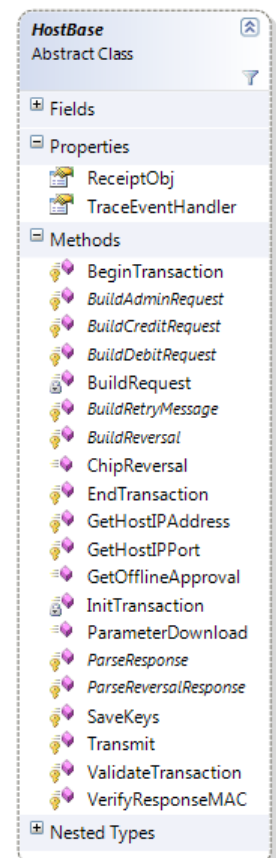 HostBase
Abstract Class
Fields
Properties
ReceiptObj
TraceEventHandler
Methods
BeginTransaction
BuildAdminRequest
BuildCreditRequest
BuildDebitRequest
BuildRequest
BuildRetryMessage
BuildReversal
ChipReversal
EndTransaction
GetHostIPAddress
GetHostIPPort
GetOfflineApproval
InitTransaction
ParameterDownload
ParseResponse
ParseReversalResponse
SaveKeys
Transmit
ValidateTransaction
VerifyResponseMAC
Nested Types